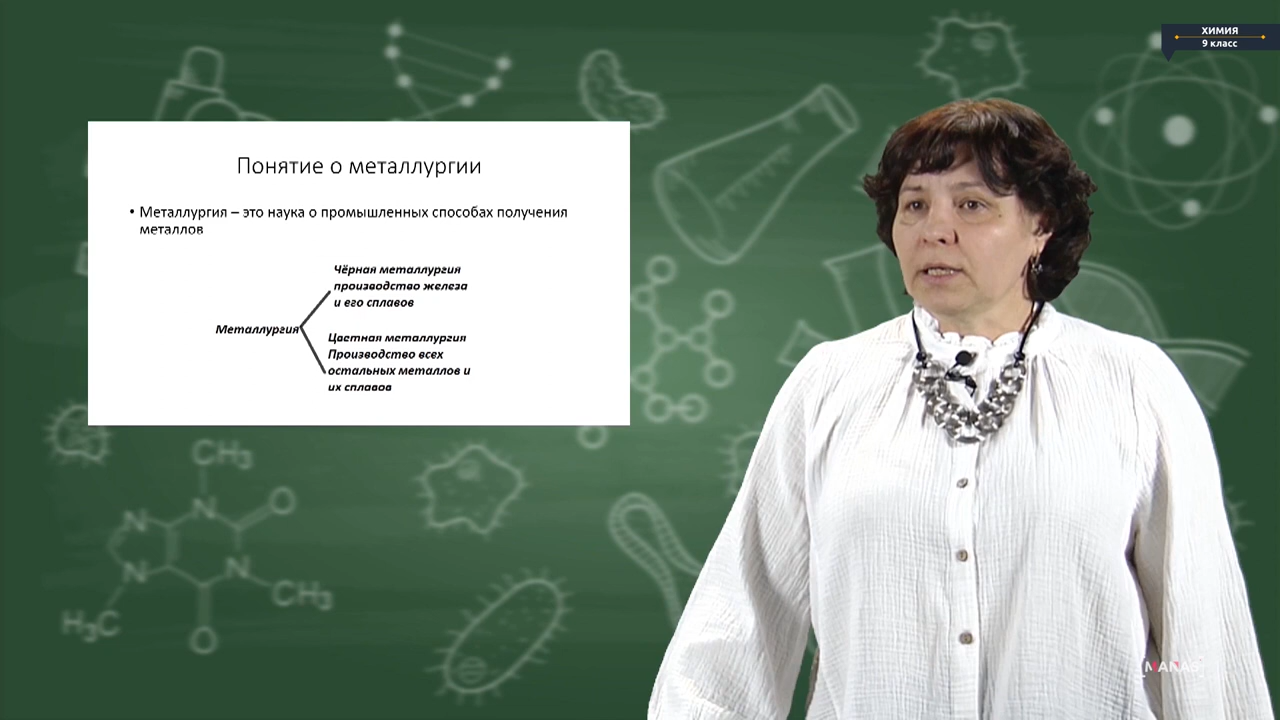 ХИМИЯ
9 класс
Понятие о металлургии
• Металлургия – это наука о промышленных способах получения
металлов
Чёрная металлургия
производство железа
и его сплавов
Металлургия
Цветная металлургия
Производство всех
остальных металлов и
их сплавов
CH₃
N
N
O
N
N
CH₃
H₃C
O
MANAS